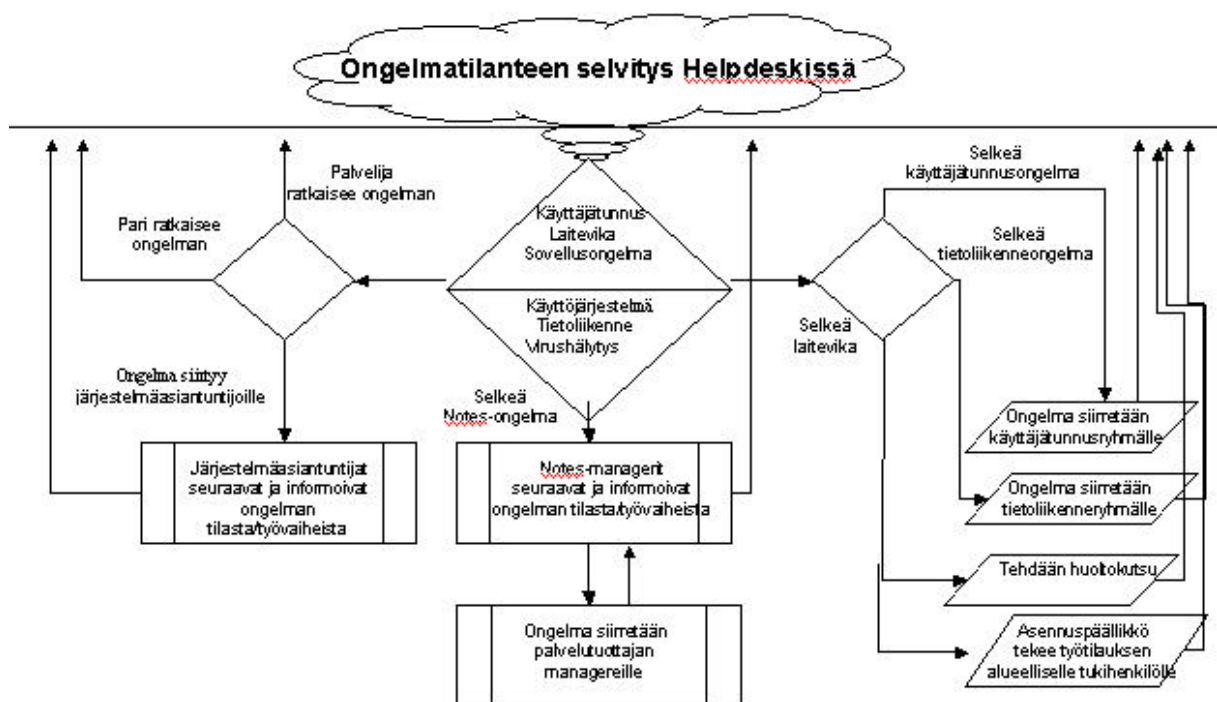 Ongelmatilanteen selvitys Helpdeskissä
Palvelija
ratkaisee ongelman
Pari ratkaisee
ongelman
Käyttäjätunnus
Laitevika
Sovellusongelma
Käyttöjärjestelmä
Tietoliikenne
Virushälytys
Selkeä
käyttäjätunnusongelma
Selkeä
tietoliikenneongelma
Selkeä
laitevika
Ongelma siirtyy
järjestelmäasiantuntijoille
Selkeä
Notes-ongelma
Järjestelmäasiantuntijat
seuraavat ja informoivat
ongelman
tilasta/työvaiheista
Notes-managerit
seuraavat ja informoivat
ongelman tilasta/työvaiheista
Ongelma siirretään
palvelutuottajan
managereille
Ongelma siirretään
käyttäjätunnusryhmälle
Ongelma siirretään
tietoliikenneryhmälle
Tehdään huoltokutsu
Asennuspäällikkö
tekee työtilauksen
alueelliselle tukihenkilölle